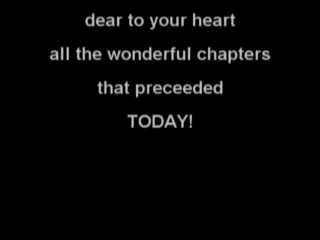 dear to your heart
all the wonderful chapters
that preceeded
TODAY!